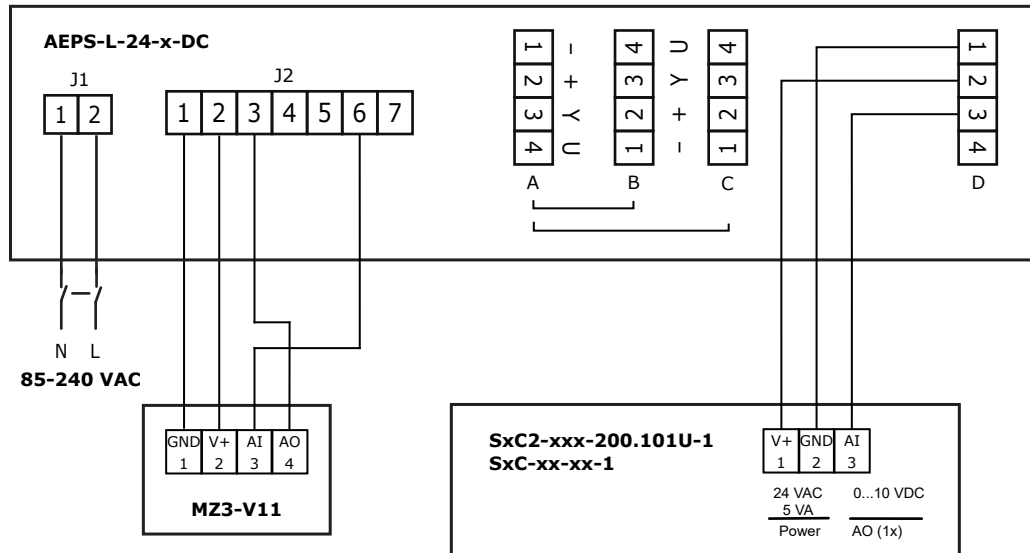 AEPS-L-24-x-DC
J1
1 2
J2
1 2 3 4 5 6 7
1 - 4 U 4
2 + 3 Y 3
3 Y 2 + 2
4 U 1 - 1
A B C
1
2
3
4
D
N L
85-240 VAC
GND V+ AI AO
1 2 3 4
MZ3-V11
SxC2-xxx-200.101U-1
SxC-xx-xx-1
V+ GND AI
1 2 3
24 VAC 0...10 VDC
5 VA
Power AO (1x)